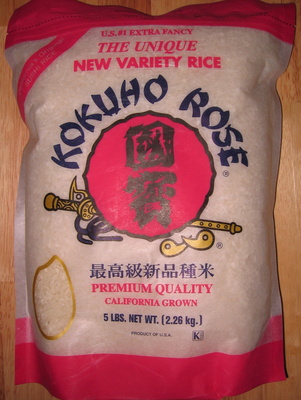 U.S. #1 EXTRA FANCY
THE UNIQUE
NEW VARIETY RICE
KOKUHO ROSE®
國寳
®
最高級新品種米
PREMIUM QUALITY
CALIFORNIA GROWN
5 LBS. NET WT. (2.26 kg.)
PRODUCT OF U.S.A.
K